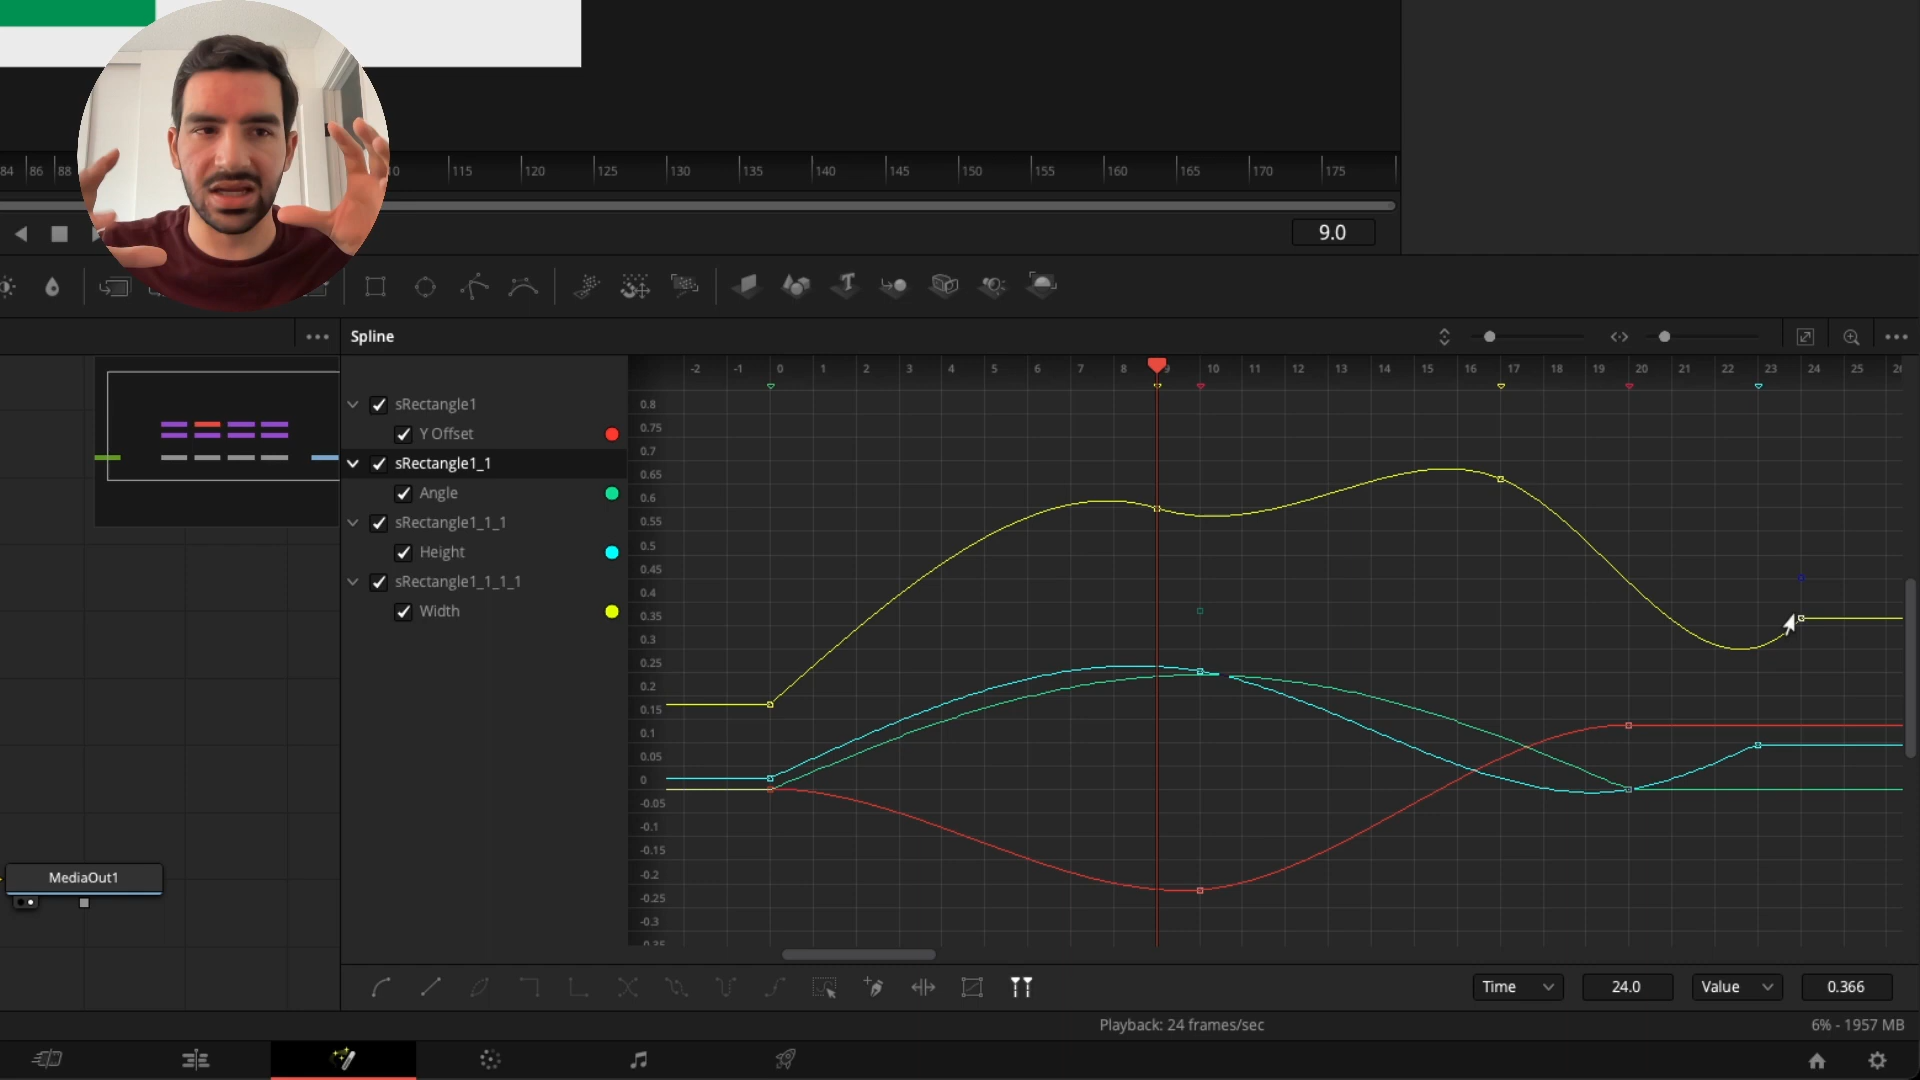 84 86 88 115 120 125 130 135 140 145 150 155 160 165 170 175
9.0
Spline
-2 -1 0 1 2 3 4 5 6 7 8 9 10 11 12 13 14 15 16 17 18 19 20 21 22 23 24 25
sRectangle1
Y Offset
sRectangle1_1
Angle
sRectangle1_1_1
Height
sRectangle1_1_1_1
Width
0.8
0.75
0.7
0.65
0.6
0.55
0.5
0.45
0.4
0.35
0.3
0.25
0.2
0.15
0.1
0.05
0
-0.05
-0.1
-0.15
-0.2
-0.25
-0.3
MediaOut1
Time 24.0 Value 0.366
Playback: 24 frames/sec
6% - 1957 MB